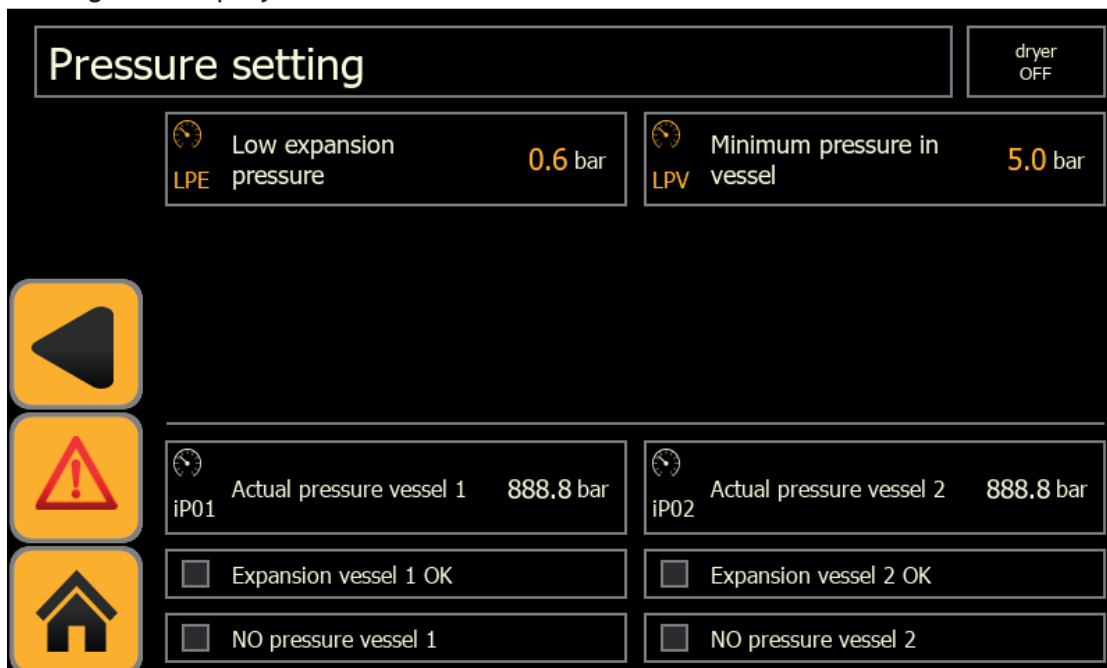 Pressure setting
dryer
OFF
LPE
Low expansion
pressure
0.6 bar
LPV
Minimum pressure in
vessel
5.0 bar
iP01
Actual pressure vessel 1
888.8 bar
iP02
Actual pressure vessel 2
888.8 bar
Expansion vessel 1 OK
Expansion vessel 2 OK
NO pressure vessel 1
NO pressure vessel 2